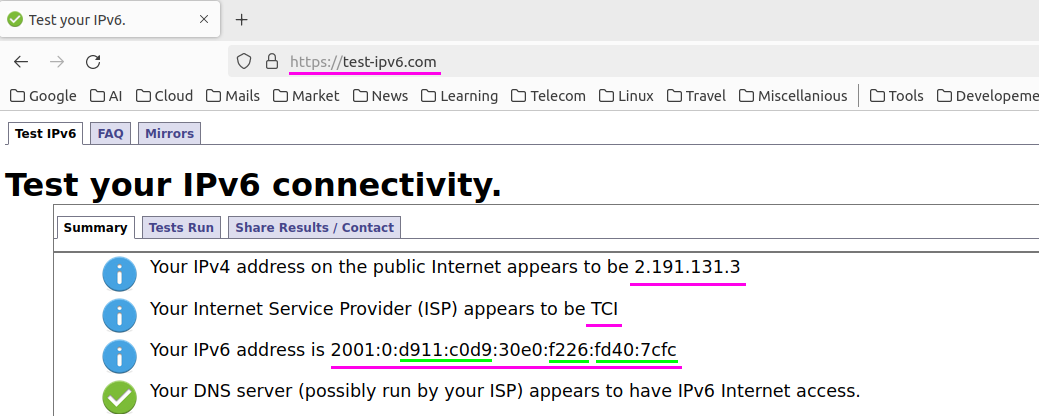 Test your IPv6.
https://test-ipv6.com
Google AI Cloud Mails Market News Learning Telecom Linux Travel Miscellanious Tools Developeme
Test IPv6 FAQ Mirrors
Test your IPv6 connectivity.
Summary Tests Run Share Results / Contact
Your IPv4 address on the public Internet appears to be 2.191.131.3
Your Internet Service Provider (ISP) appears to be TCI
Your IPv6 address is 2001:0:d911:c0d9:30e0:f226:fd40:7cfc
Your DNS server (possibly run by your ISP) appears to have IPv6 Internet access.